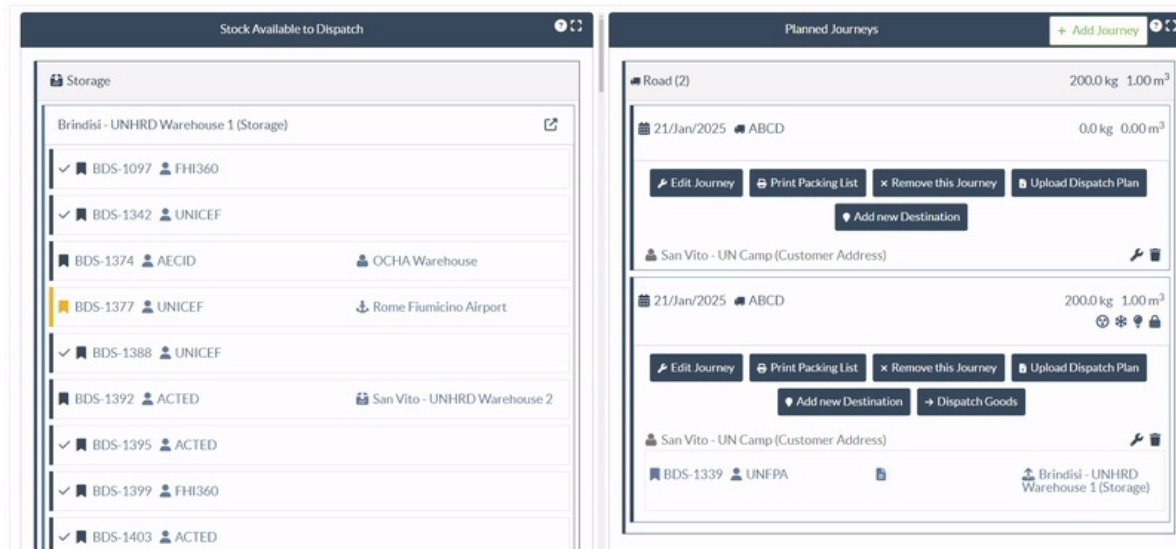 Stock Available to Dispatch
Storage
Brindisi - UNHRD Warehouse 1 (Storage)
BDS-1097 FHI360
BDS-1342 UNICEF
BDS-1374 AECID OCHA Warehouse
BDS-1377 UNICEF Rome Fiumicino Airport
BDS-1388 UNICEF
BDS-1392 ACTED San Vito - UNHRD Warehouse 2
BDS-1395 ACTED
BDS-1399 FHI360
BDS-1403 ACTED
Planned Journeys
+ Add Journey
Road (2) 200.0 kg 1.00 m³
21/Jan/2025 ABCD 0.0 kg 0.00 m³
Edit Journey Print Packing List × Remove this Journey Upload Dispatch Plan
Add new Destination
San Vito - UN Camp (Customer Address)
21/Jan/2025 ABCD 200.0 kg 1.00 m³
Edit Journey Print Packing List × Remove this Journey Upload Dispatch Plan
Add new Destination → Dispatch Goods
San Vito - UN Camp (Customer Address)
BDS-1339 UNFPA Brindisi - UNHRD
Warehouse 1 (Storage)